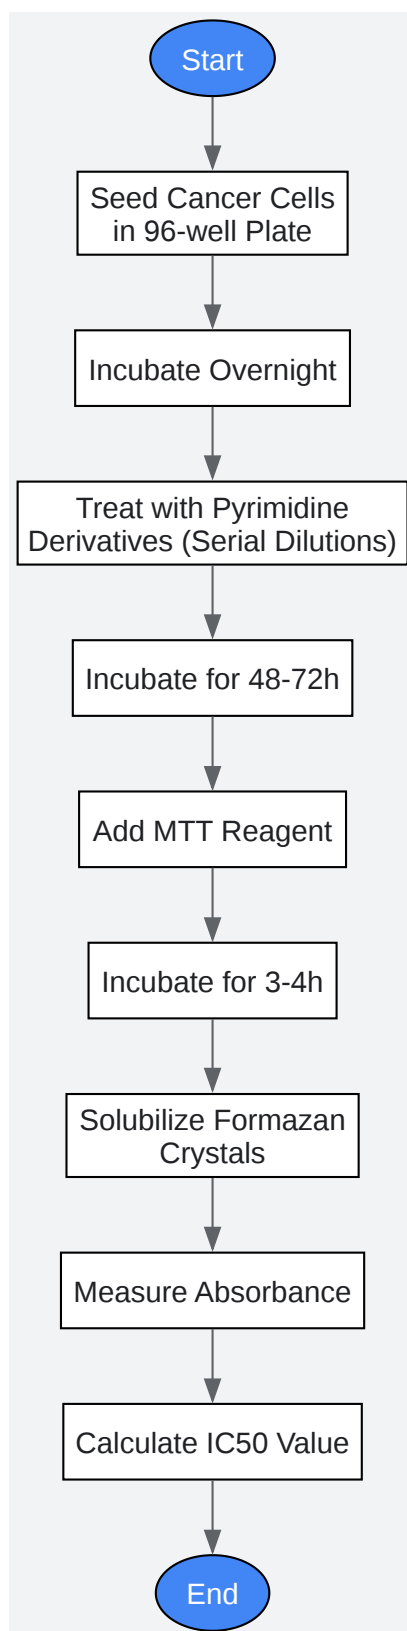 Start
Seed Cancer Cells
in 96-well Plate
Incubate Overnight
Treat with Pyrimidine
Derivatives (Serial Dilutions)
Incubate for 48-72h
Add MTT Reagent
Incubate for 3-4h
Solubilize Formazan
Crystals
Measure Absorbance
Calculate IC50 Value
End